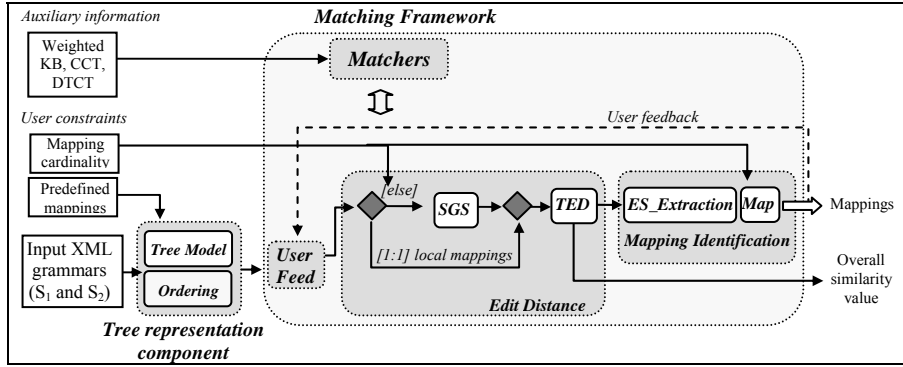 Auxiliary information
Matching Framework
Weighted
KB, CCT,
DTCT
Matchers
User constraints
User feedback
Mapping
cardinality
Predefined
mappings
[else]
SGS
TED
ES_Extraction
Map
Mappings
Mapping Identification
Input XML
grammars
(S1 and S2)
Tree Model
Ordering
User
Feed
[1:1] local mappings
Edit Distance
Overall
similarity
value
Tree representation
component